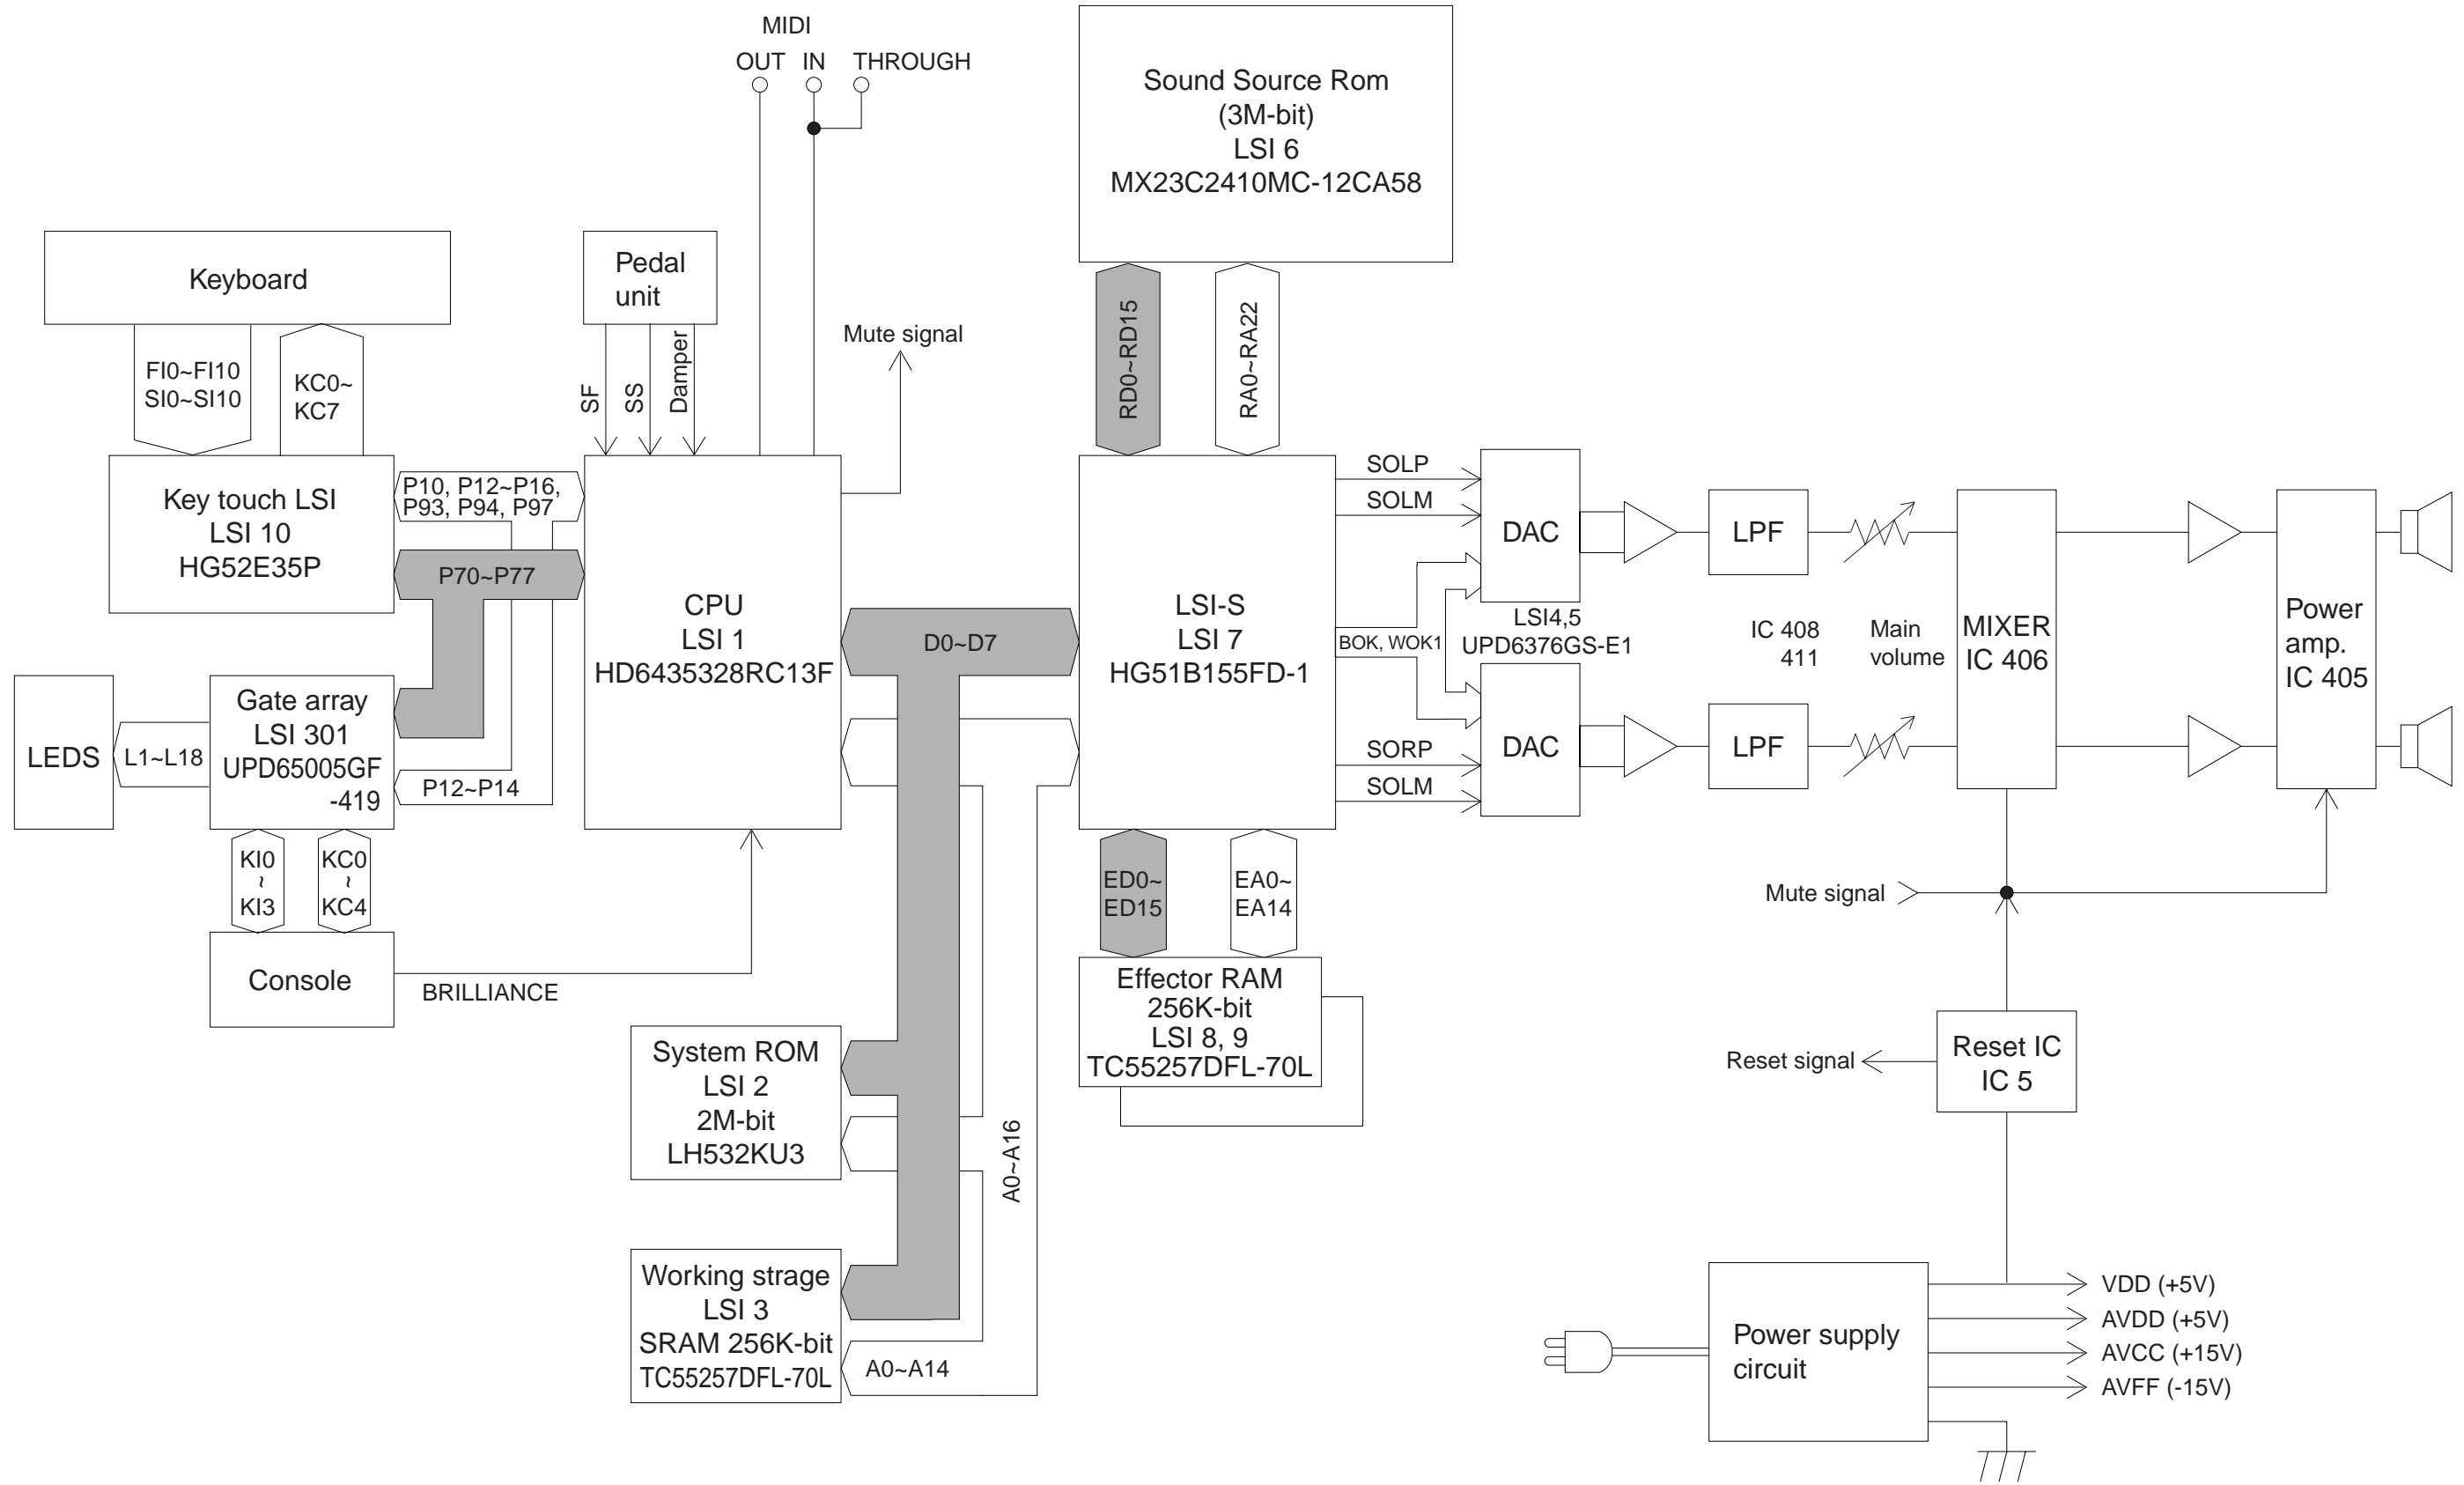 MIDI
OUT IN THROUGH
Sound Source Rom
(3M-bit)
LSI 6
MX23C2410MC-12CA58
Keyboard
Pedal
unit
Mute signal
FI0~FI10
SI0~SI10
KC0~
KC7
SF
SS
Damper
RD0~RD15
RA0~RA22
Key touch LSI
LSI 10
HG52E35P
P10, P12~P16,
P93, P94, P97
P70~P77
CPU
LSI 1
HD6435328RC13F
D0~D7
LSI-S
LSI 7
HG51B155FD-1
SOLP
SOLM
BOK, WOK1
SORP
SOLM
DAC
LSI4,5
UPD6376GS-E1
DAC
LPF
IC 408
411
LPF
Main
volume
MIXER
IC 406
Power
amp.
IC 405
LEDS
L1~L18
Gate array
LSI 301
UPD65005GF
-419
P12~P14
KI0
~
KI3
KC0
~
KC4
Console
BRILLIANCE
ED0~
ED15
EA0~
EA14
Effector RAM
256K-bit
LSI 8, 9
TC55257DFL-70L
System ROM
LSI 2
2M-bit
LH532KU3
A0~A16
Working strage
LSI 3
SRAM 256K-bit
TC55257DFL-70L
A0~A14
Mute signal
Reset signal
Reset IC
IC 5
Power supply
circuit
VDD (+5V)
AVDD (+5V)
AVCC (+15V)
AVFF (-15V)